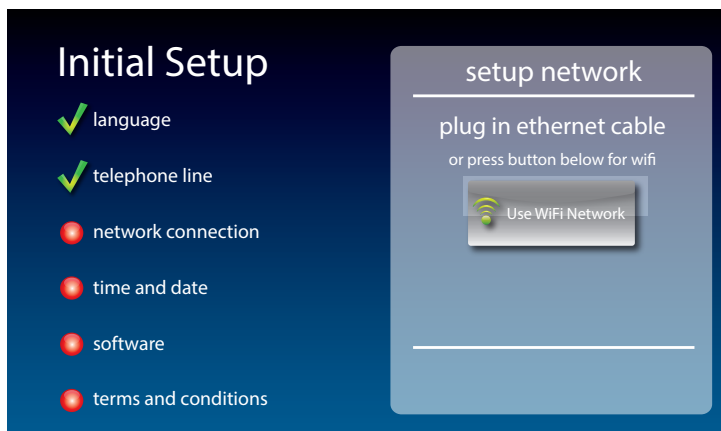 Initial Setup
language
telephone line
network connection
time and date
software
terms and conditions
setup network
plug in ethernet cable
or press button below for wifi
Use WiFi Network